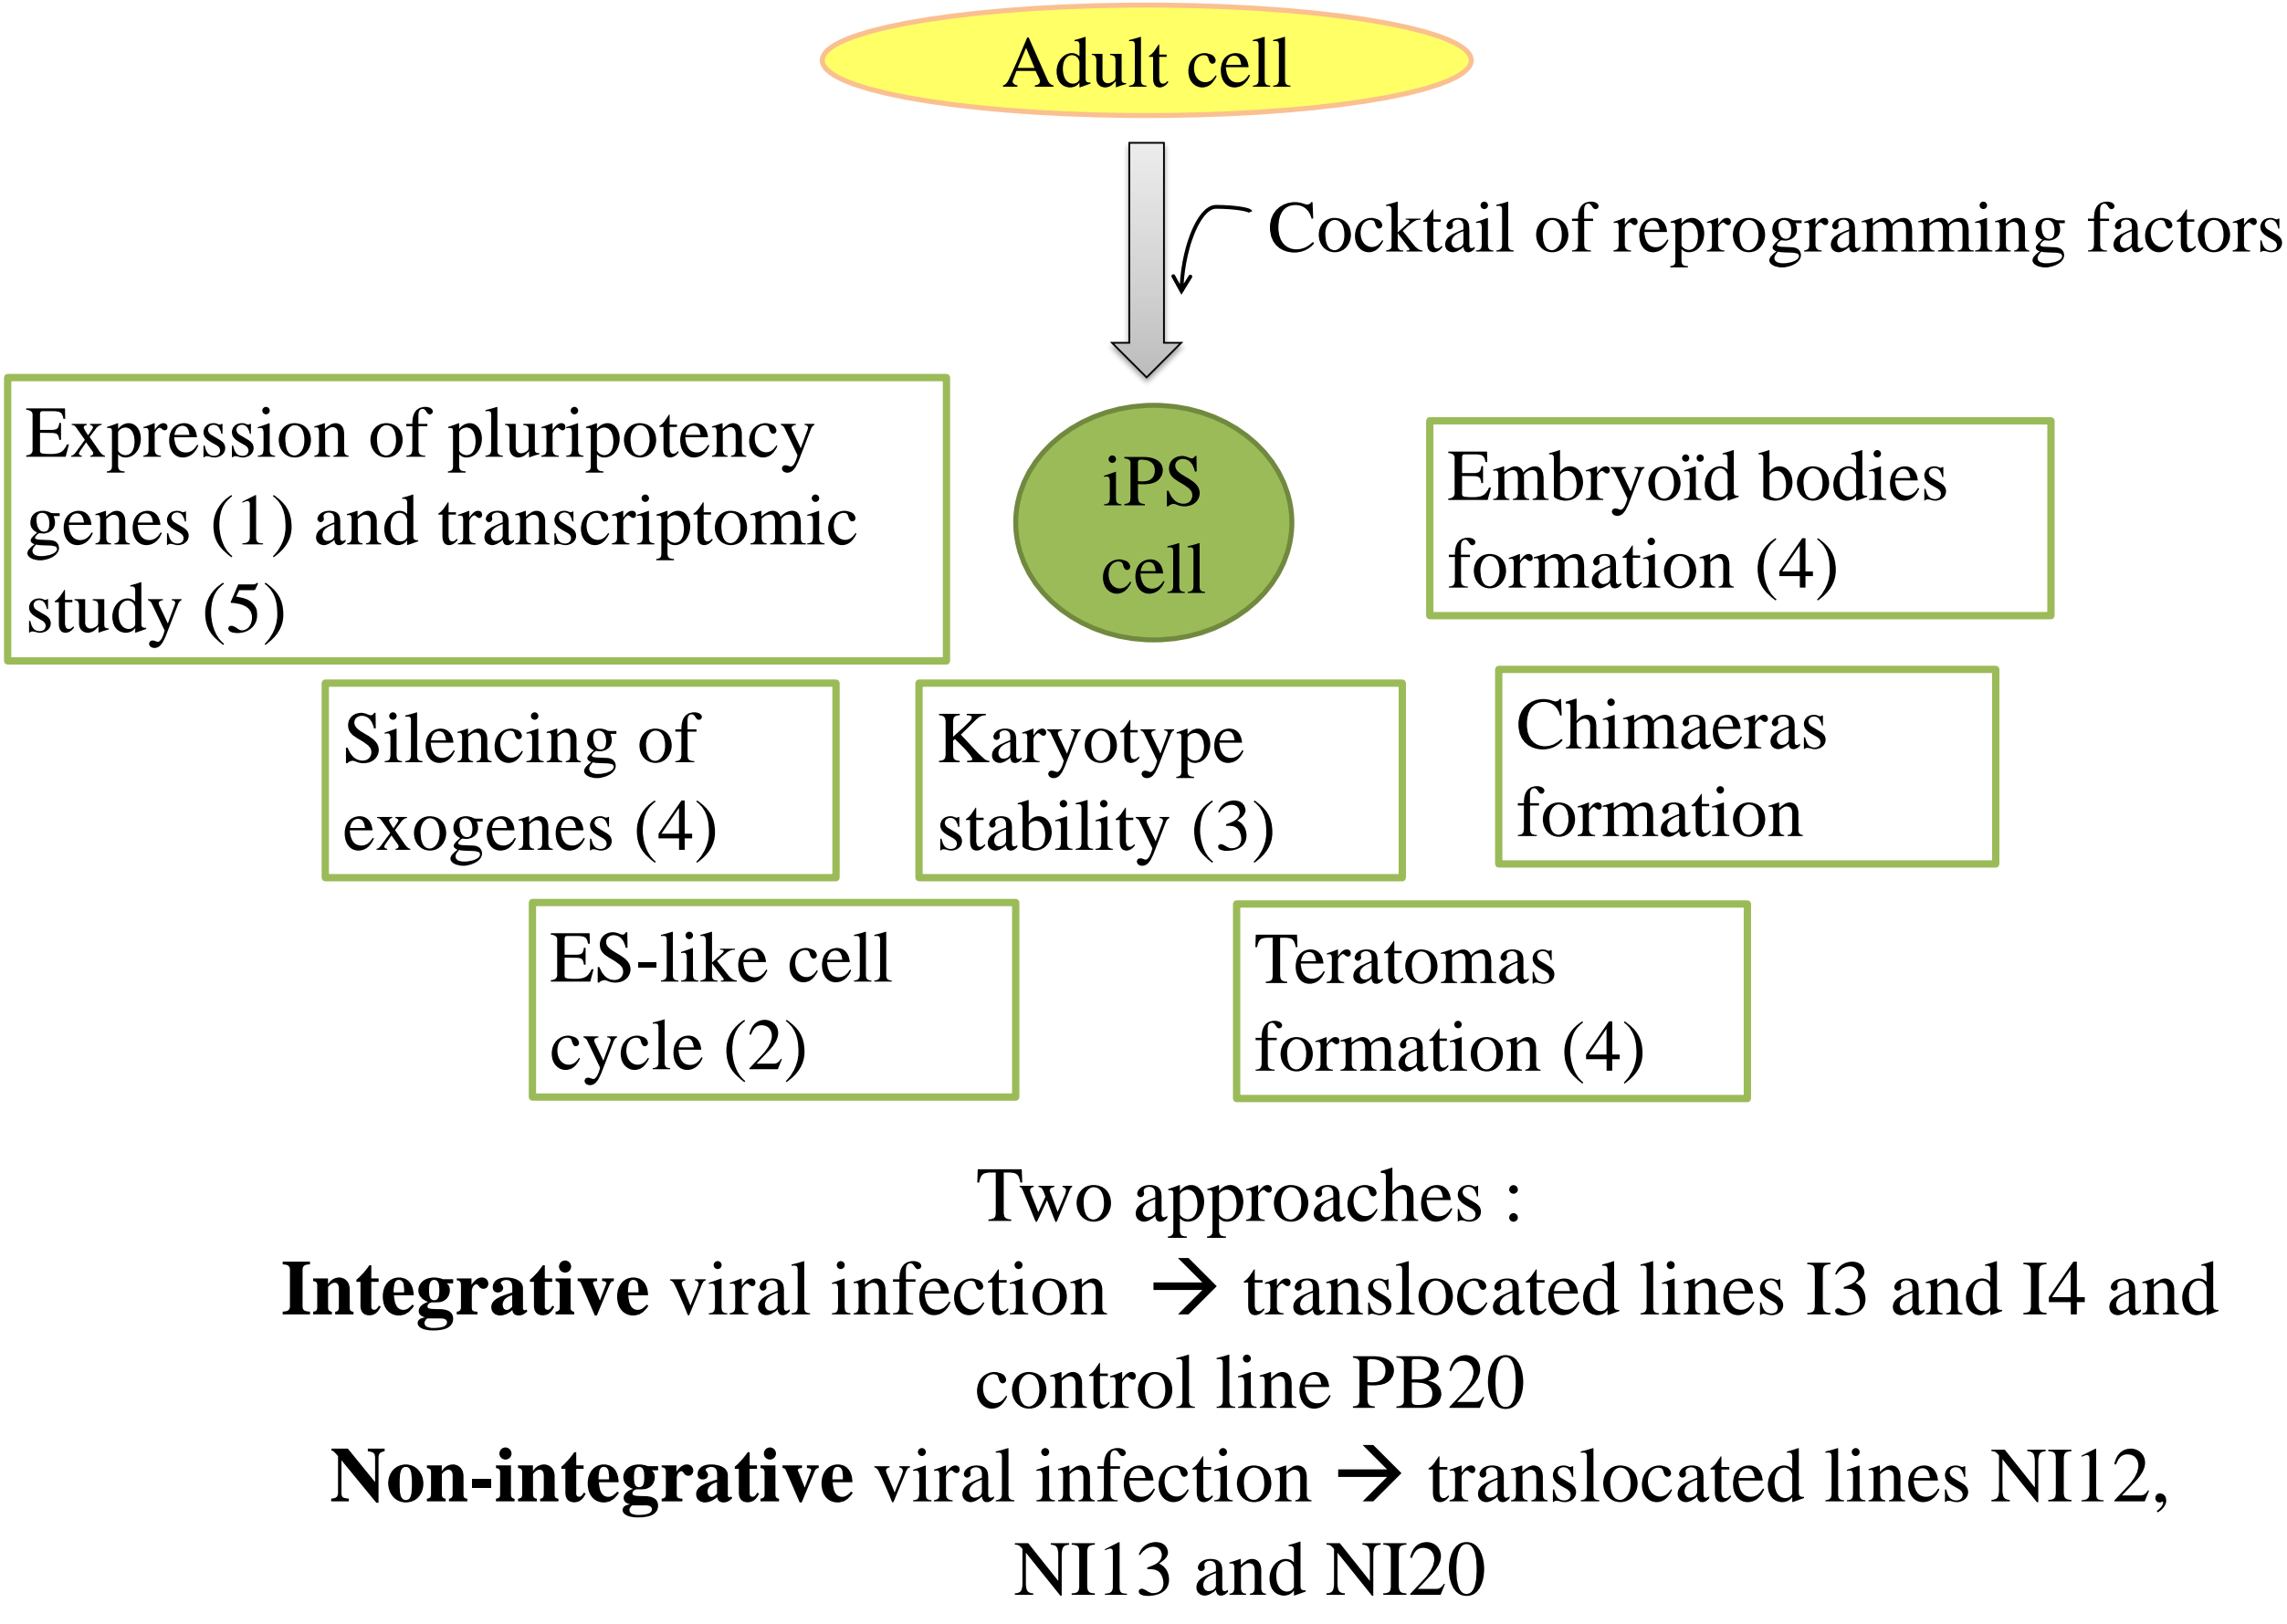 Adult cell
Cocktail of reprogramming factors
Expression of pluripotency
genes (1) and transcriptomic
study (5)
iPS
cell
Embryoïd bodies
formation (4)
Silencing of
exogenes (4)
Karyotype
stability (3)
Chimaeras
formation
ES-like cell
cycle (2)
Teratomas
formation (4)
Two approaches :
Integrative viral infection → translocated lines I3 and I4 and
control line PB20
Non-integrative viral infection → translocated lines NI12,
NI13 and NI20